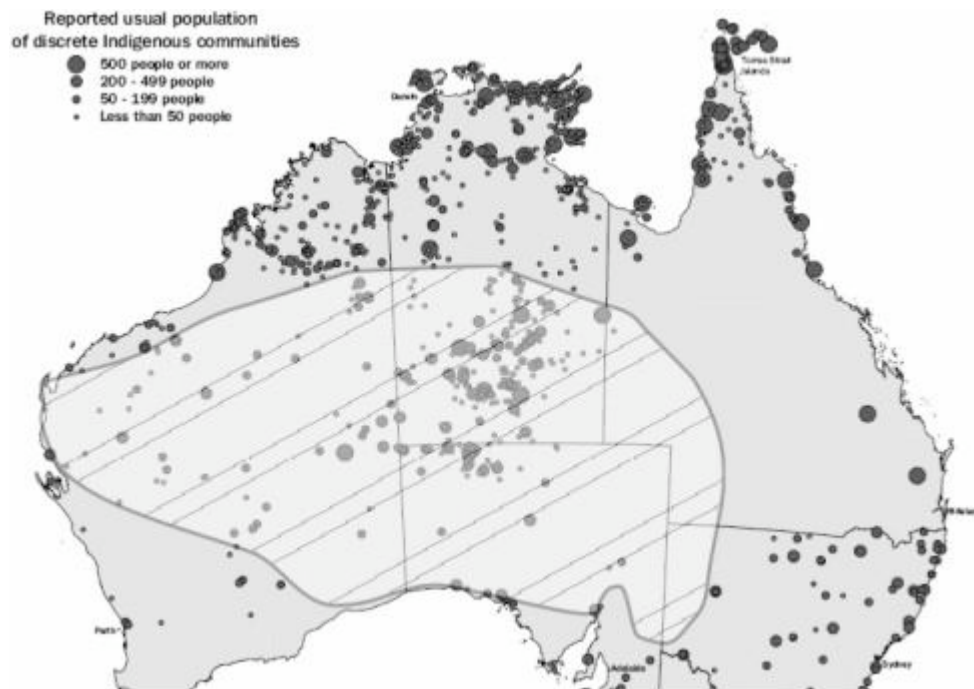 Reported usual population
of discrete Indigenous communities
500 people or more
200 - 499 people
50 - 199 people
Less than 50 people
Torres Strait
Islands
Darwin
Perth
Adelaide
Sydney